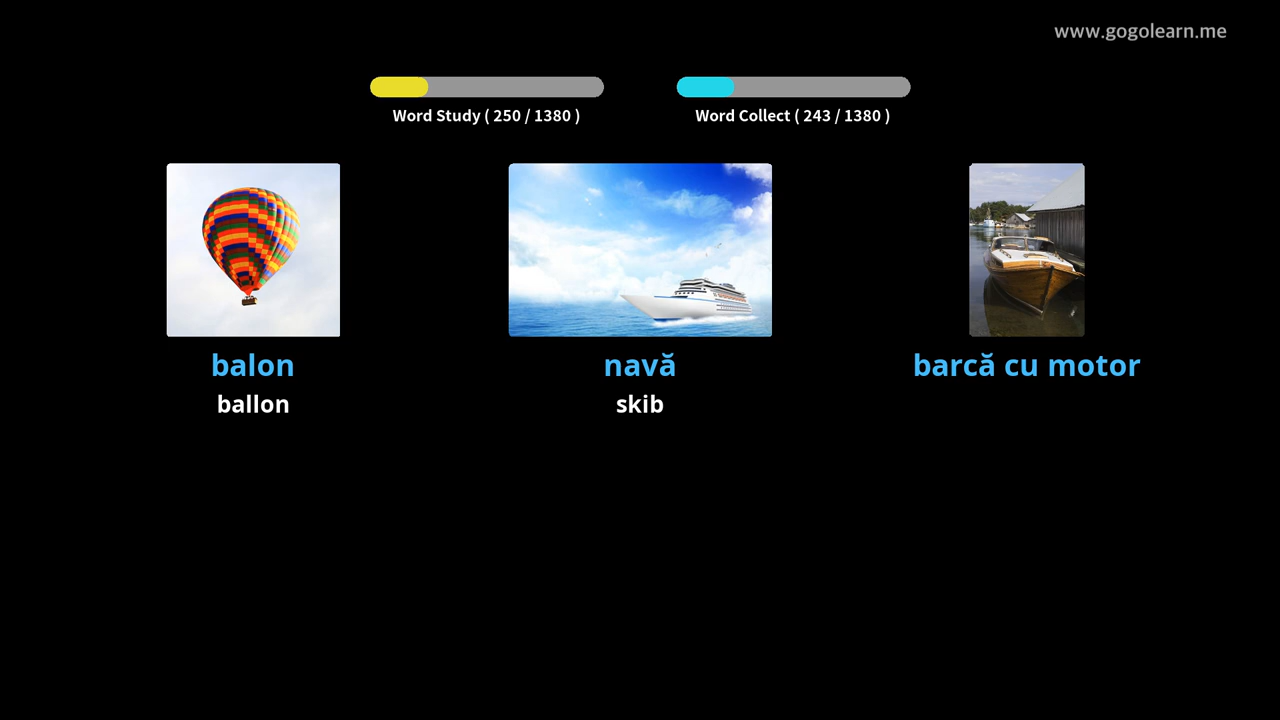 www.gogolearn.me
Word Study ( 250 / 1380 )
Word Collect ( 243 / 1380 )
balon
navă
barcă cu motor
ballon
skib